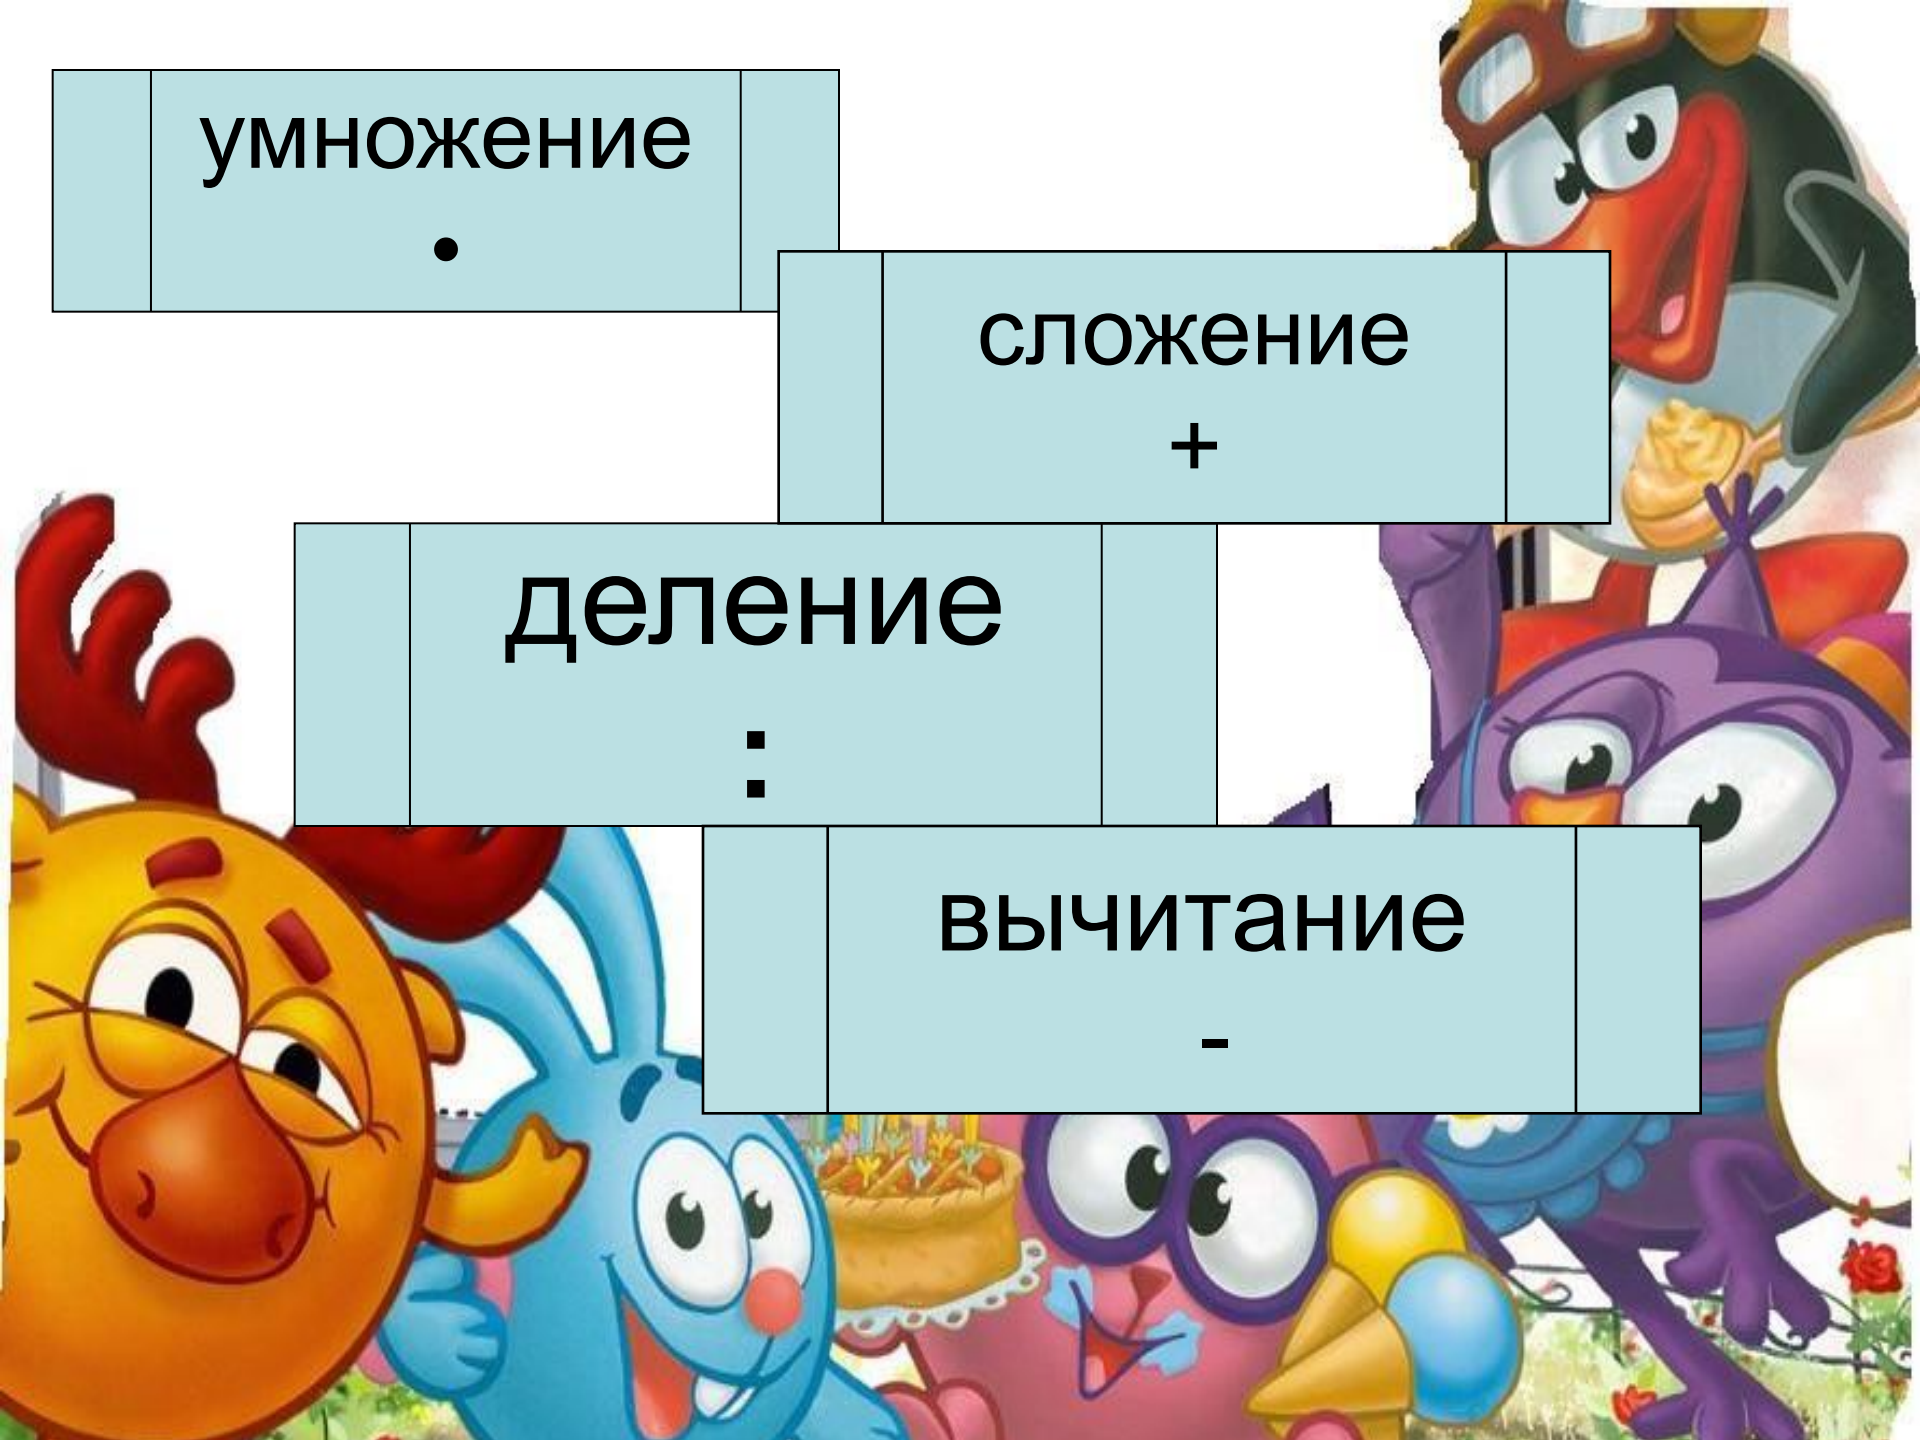 умножение
•
сложение
+
деление
:
вычитание
-